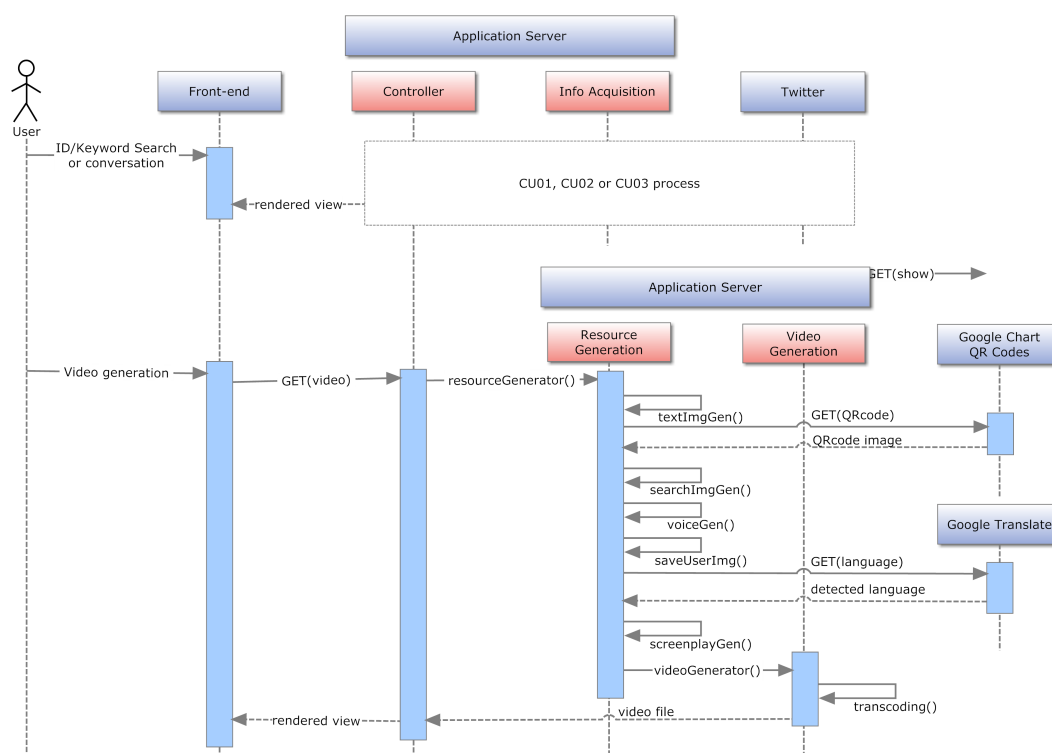 Application Server
Front-end
Controller
Info Acquisition
Twitter
User
ID/Keyword Search
or conversation
CU01, CU02 or CU03 process
rendered view
GET(show)
Application Server
Resource
Generation
Video
Generation
Google Chart
QR Codes
Video generation
GET(video)
resourceGenerator()
textImgGen()
GET(QRcode)
QRcode image
searchImgGen()
voiceGen()
Google Translate
saveUserImg()
GET(language)
detected language
screenplayGen()
videoGenerator()
transcoding()
video file
rendered view